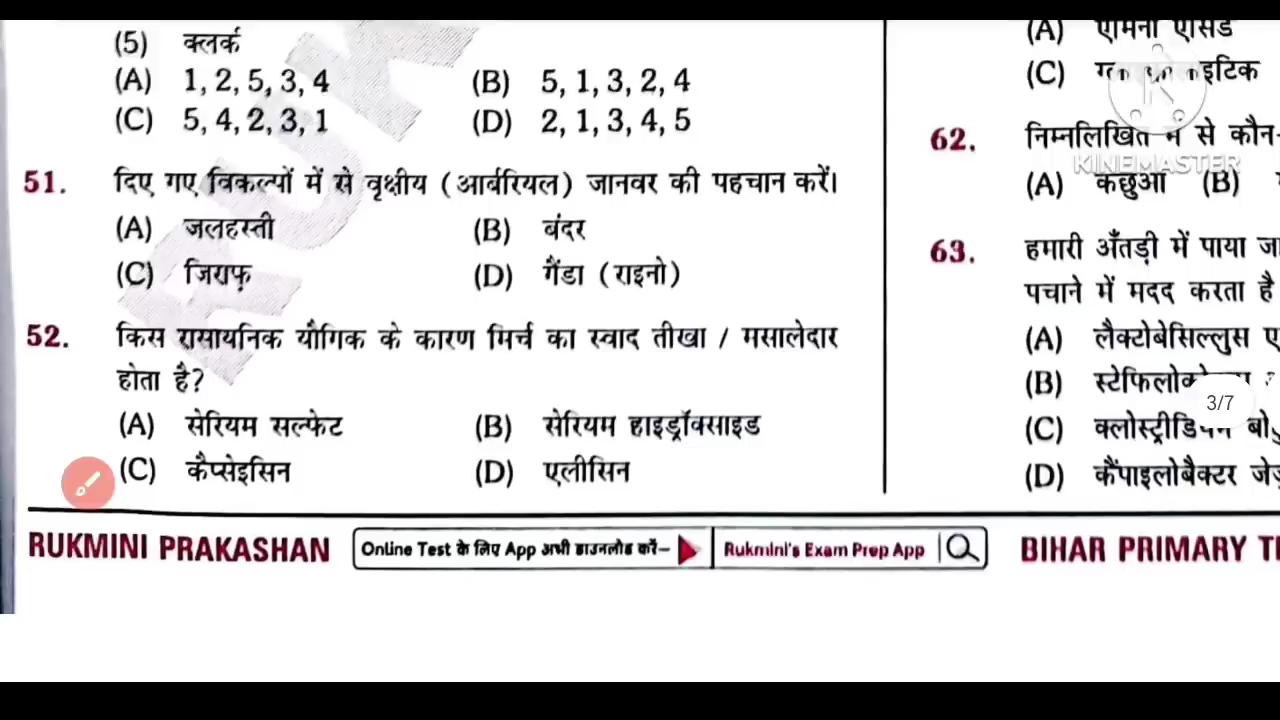 (5) क्लर्क
(A) 1, 2, 5, 3, 4 (B) 5, 1, 3, 2, 4
(C) 5, 4, 2, 3, 1 (D) 2, 1, 3, 4, 5
51. दिए गए विकल्पों में से वृक्षीय (आर्बरियल) जानवर की पहचान करें।
(A) जलहस्ती (B) बंदर
(C) जिराफ़ (D) गैंडा (राइनो)
52. किस रासायनिक यौगिक के कारण मिर्च का स्वाद तीखा / मसालेदार
होता है?
(A) सेरियम सल्फेट (B) सेरियम हाइड्रॉक्साइड
(C) कैप्सेइसिन (D) एलीसिन
(A) एमिनो एसिड
(C)
62. निम्नलिखित में से कौन-
(A) कछुआ (B)
63. हमारी आँतड़ी में पाया
पचाने में मदद करता है
(A) लैक्टोबेसिल्लुस
(B)
(C)
(D) कैंपाइलोबैक्टर
KINEMASTER
3/7
RUKMINI PRAKASHAN
Online Test के लिए App अभी डाउनलोड करें–
Rukmini's Exam Prep App
BIHAR PRIMARY